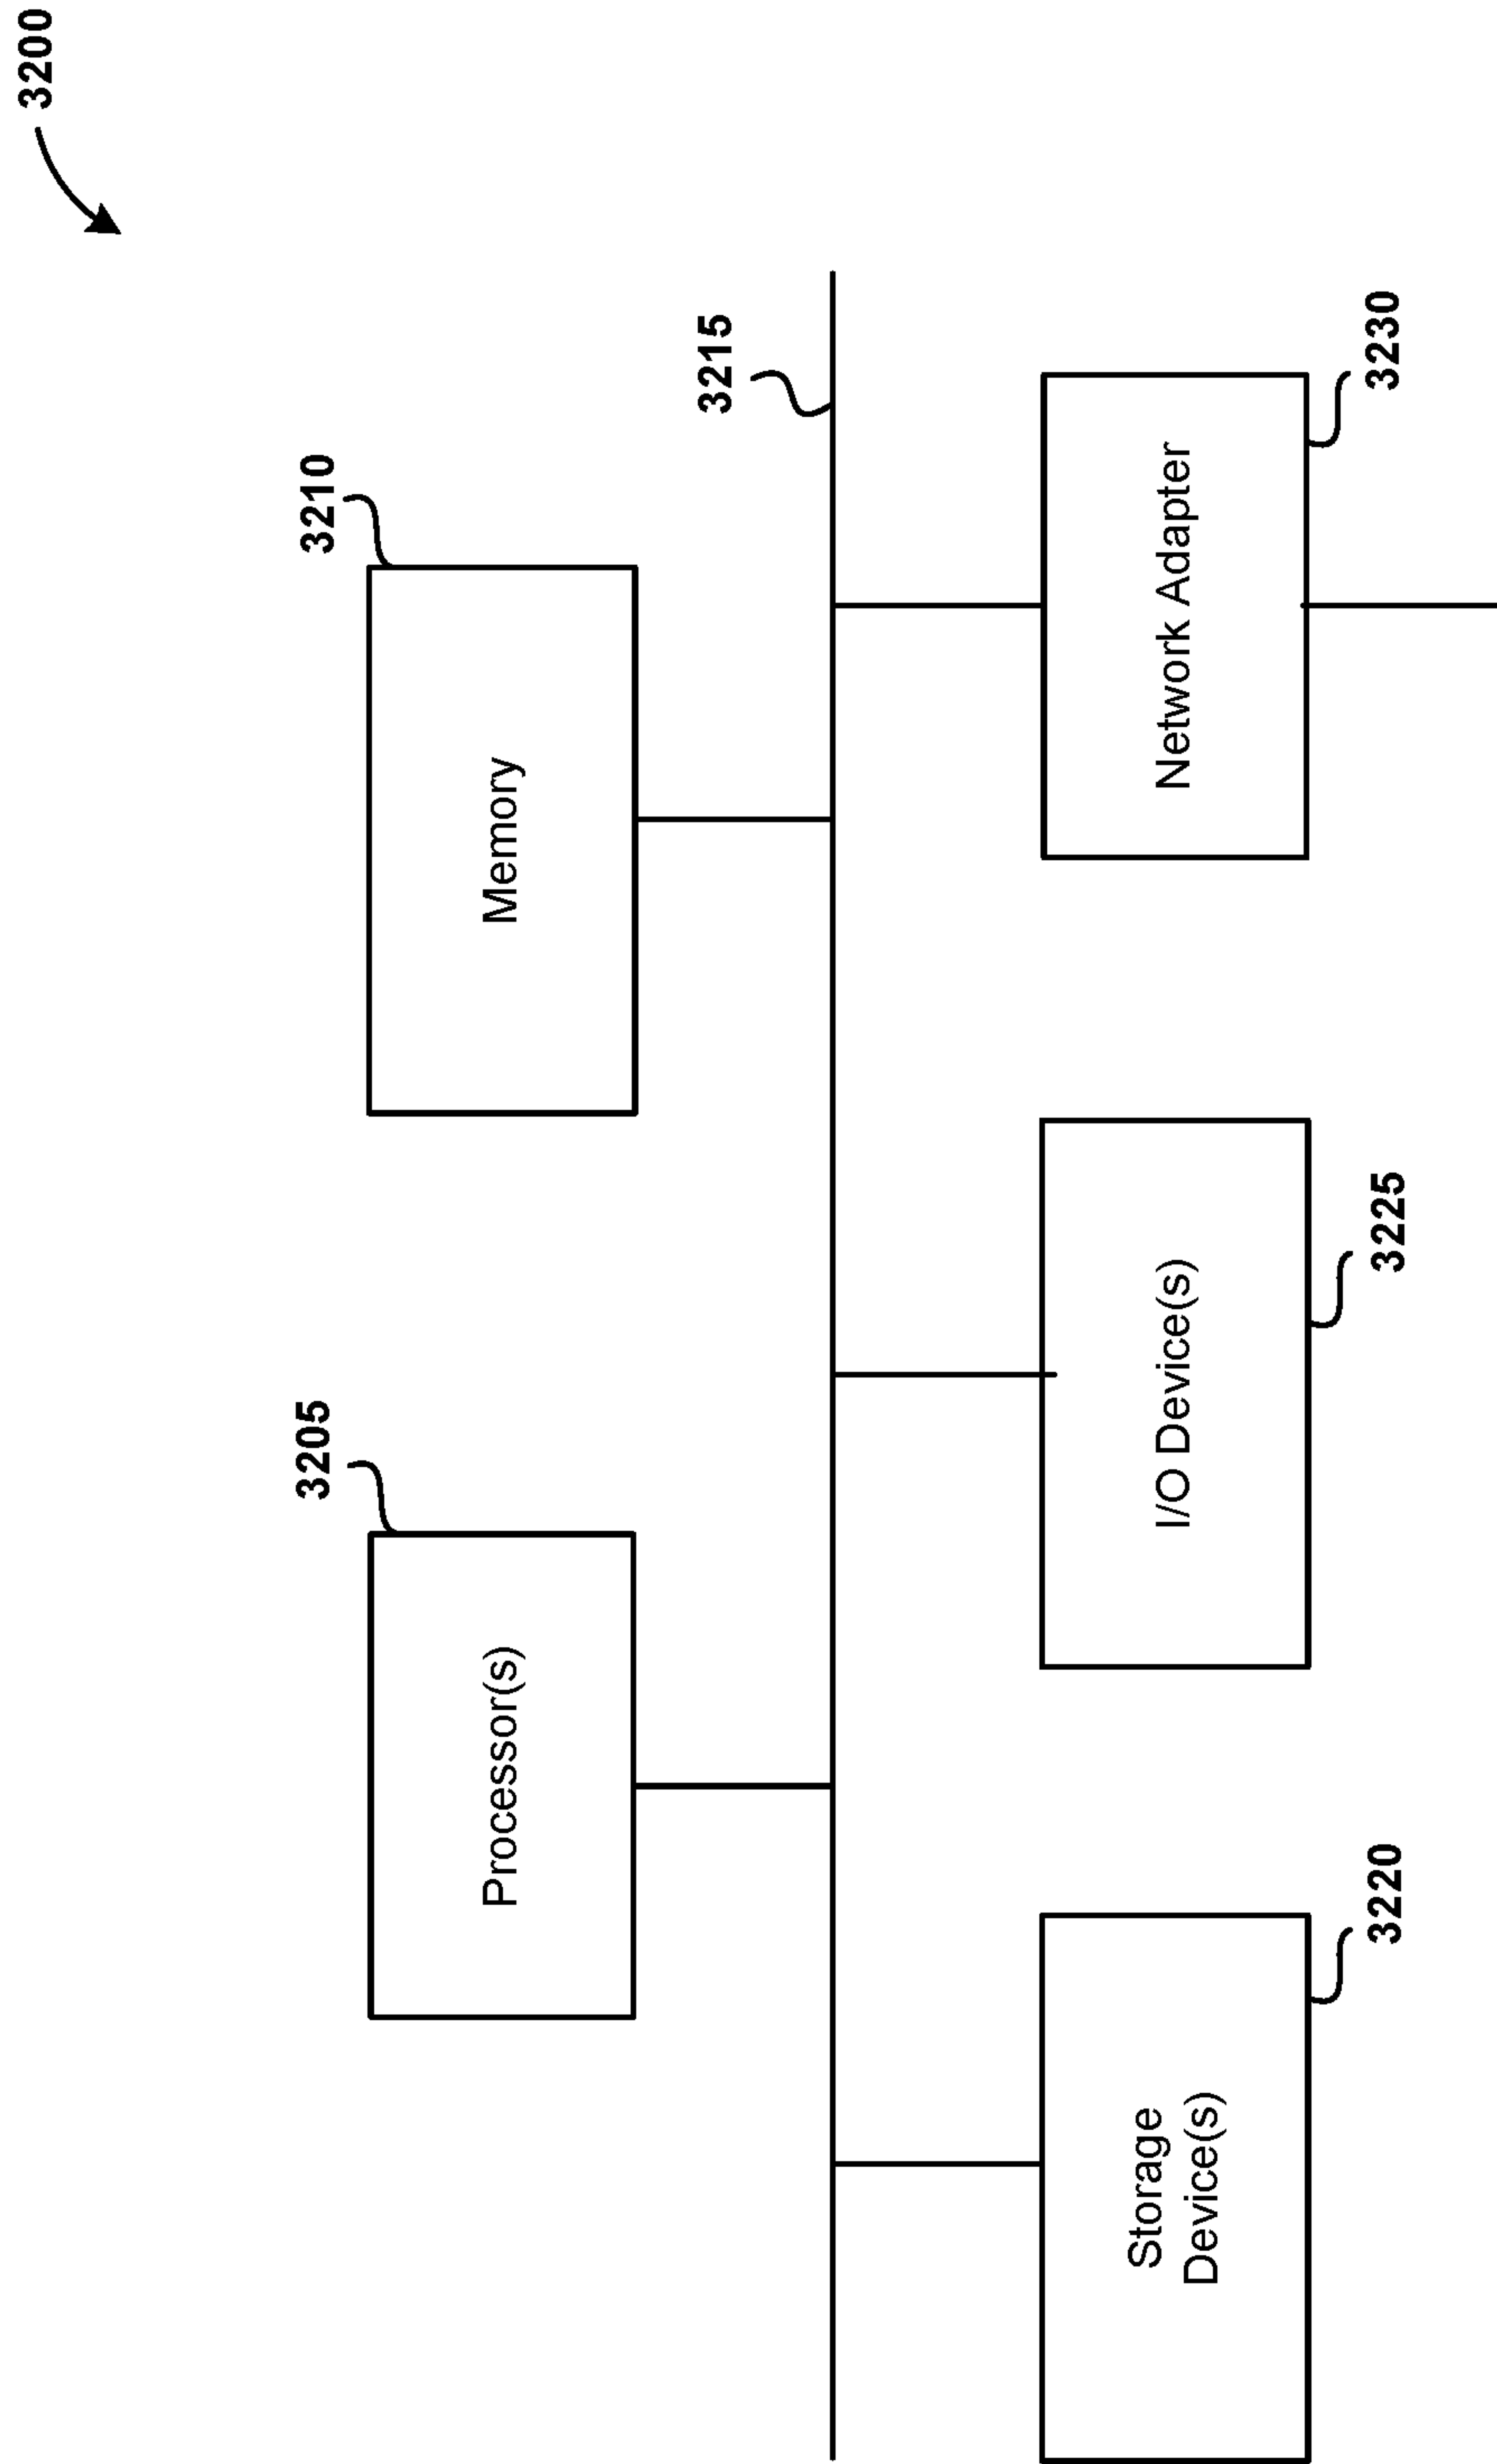 3200
3205
Processor(s)
3210
Memory
3215
Storage
Device(s)
3220
I/O Device(s)
3225
Network Adapter
3230